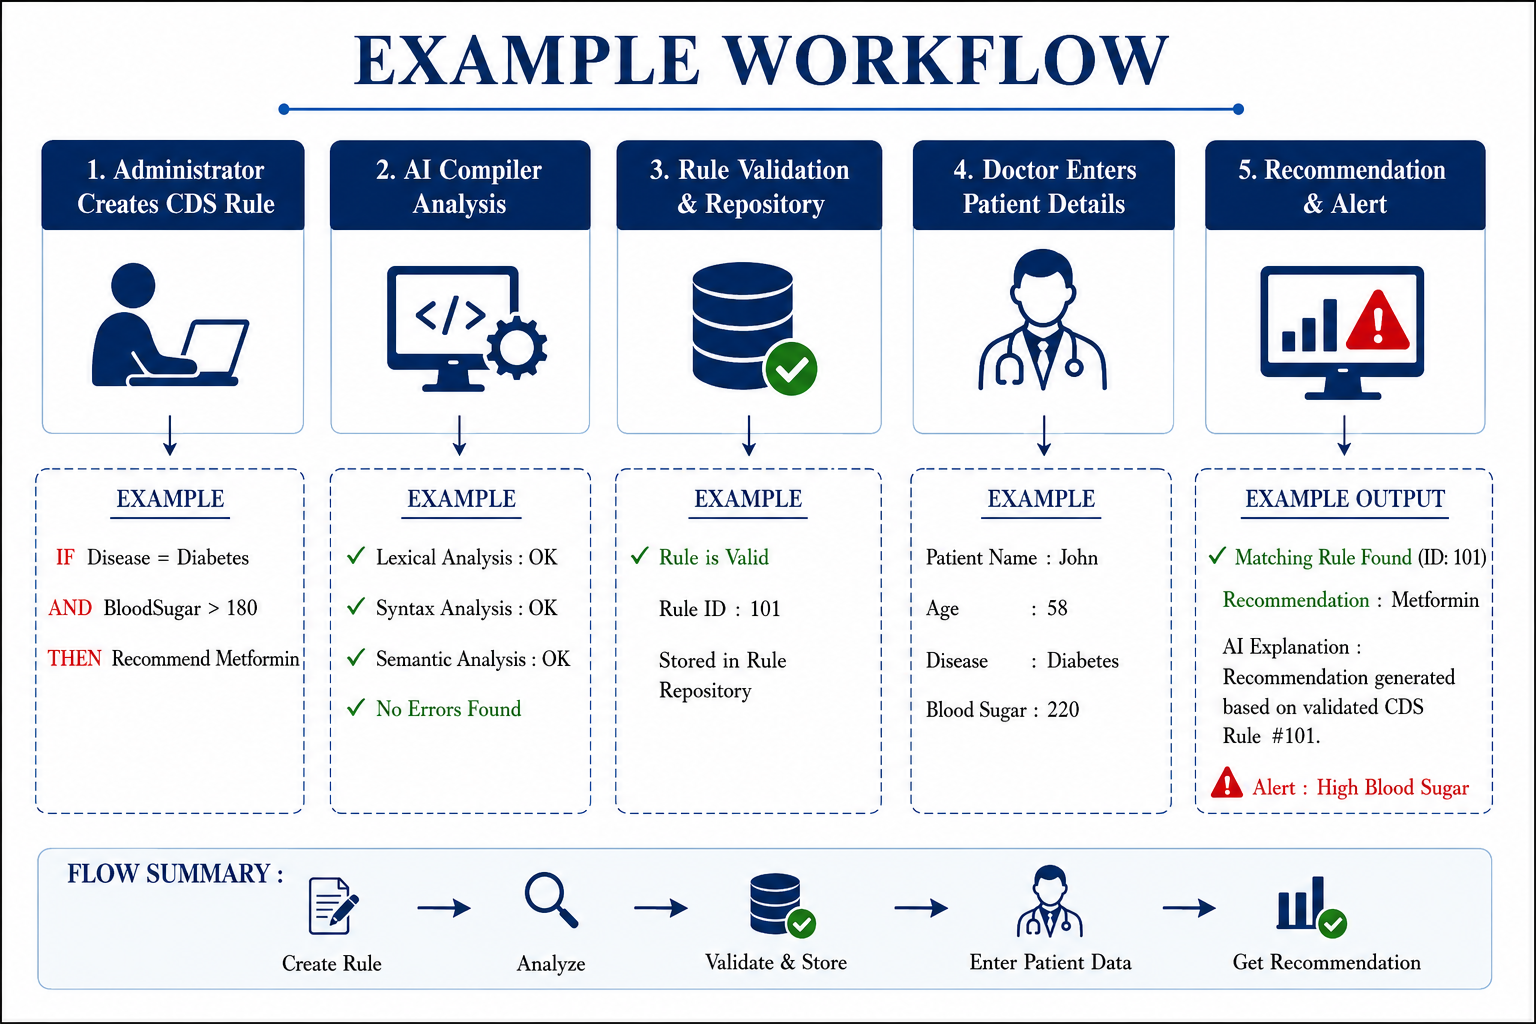 EXAMPLE WORKFLOW
1. Administrator
Creates CDS Rule
2. AI Compiler
Analysis
3. Rule Validation
& Repository
4. Doctor Enters
Patient Details
5. Recommendation
& Alert
</>
EXAMPLE
IF Disease = Diabetes
AND BloodSugar > 180
THEN Recommend Metformin
EXAMPLE
✓ Lexical Analysis : OK
✓ Syntax Analysis : OK
✓ Semantic Analysis : OK
✓ No Errors Found
EXAMPLE
✓ Rule is Valid
Rule ID : 101
Stored in Rule
Repository
EXAMPLE
Patient Name : John
Age : 58
Disease : Diabetes
Blood Sugar : 220
EXAMPLE OUTPUT
✓ Matching Rule Found (ID: 101)
Recommendation : Metformin
AI Explanation :
Recommendation generated
based on validated CDS
Rule #101.
Alert : High Blood Sugar
FLOW SUMMARY :
Create Rule
Analyze
Validate & Store
Enter Patient Data
Get Recommendation